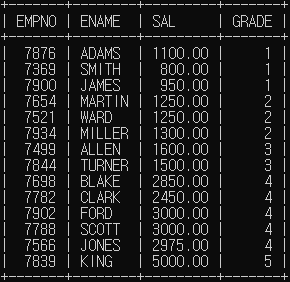 +-------+--------+---------+-------+
| EMPNO | ENAME  | SAL     | GRADE |
+-------+--------+---------+-------+
|  7876 | ADAMS  | 1100.00 |     1 |
|  7369 | SMITH  |  800.00 |     1 |
|  7900 | JAMES  |  950.00 |     1 |
|  7654 | MARTIN | 1250.00 |     2 |
|  7521 | WARD   | 1250.00 |     2 |
|  7934 | MILLER | 1300.00 |     2 |
|  7499 | ALLEN  | 1600.00 |     3 |
|  7844 | TURNER | 1500.00 |     3 |
|  7698 | BLAKE  | 2850.00 |     4 |
|  7782 | CLARK  | 2450.00 |     4 |
|  7902 | FORD   | 3000.00 |     4 |
|  7788 | SCOTT  | 3000.00 |     4 |
|  7566 | JONES  | 2975.00 |     4 |
|  7839 | KING   | 5000.00 |     5 |
+-------+--------+---------+-------+